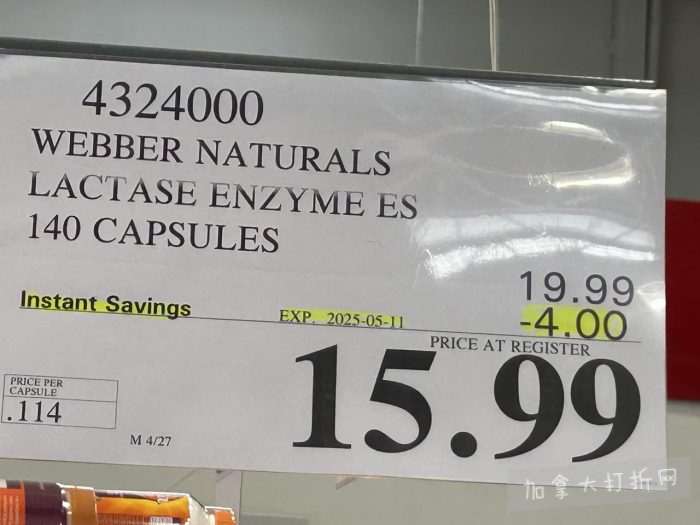 4324000
WEBBER NATURALS
LACTASE ENZYME ES
140 CAPSULES
19.99
Instant Savings EXP. 2025-05-11 -4.00
PRICE AT REGISTER
15.99
PRICE PER
CAPSULE
.114
M 4/27
加拿大打折网